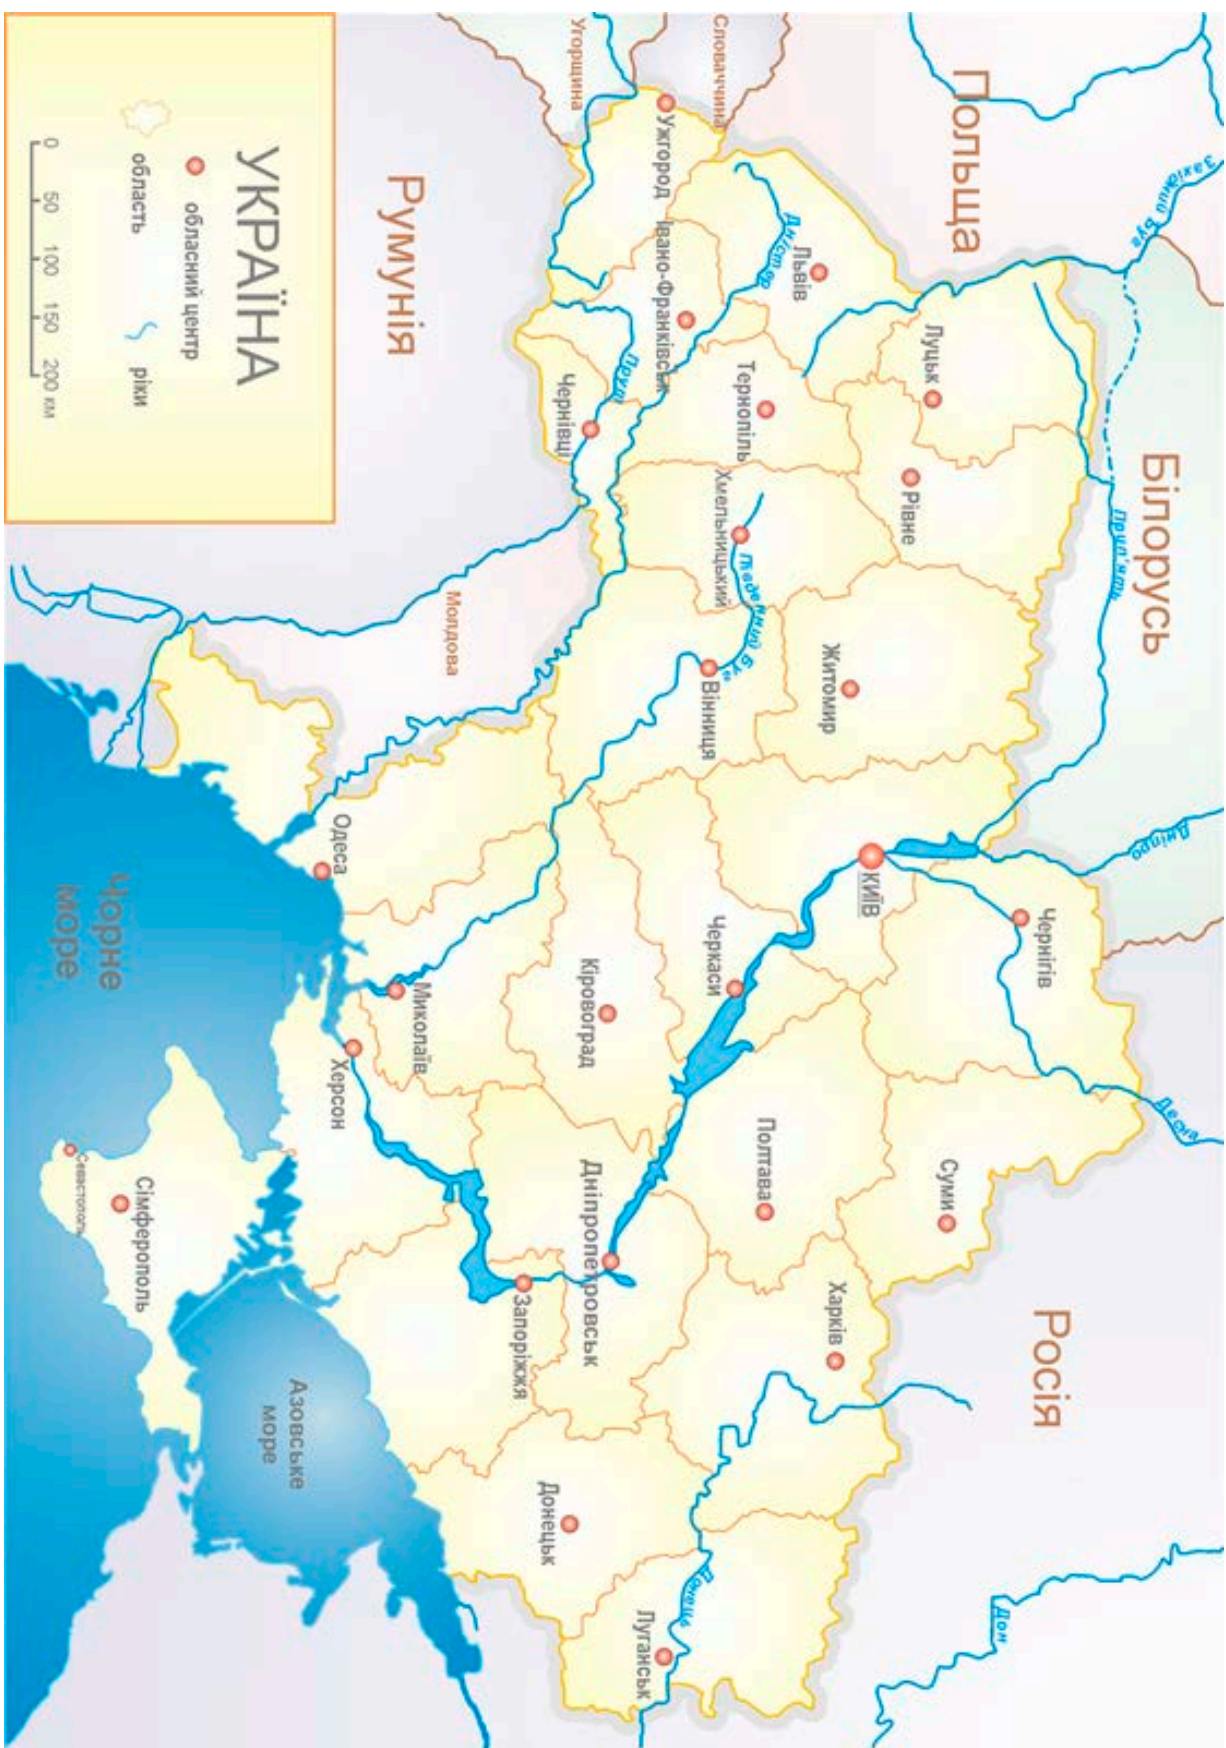 Польща
Білорусь
Росія
Словаччина
Угорщина
Румунія
Молдова
Західний Буг
Прип'ять
Дніпро
Десна
Дон
Луцьк
Рівне
Житомир
КИЇВ
Чернігів
Суми
Львів
Дністер
Тернопіль
Хмельницький
Південний Буг
Вінниця
Черкаси
Полтава
Харків
Ужгород
Івано-Франківськ
Прут
Чернівці
Кіровоград
Дніпропетровськ
Запоріжжя
Донецьк
Донець
Луганськ
Одеса
Миколаїв
Херсон
Сімферополь
Севастополь
Чорне
море
Азовське
море
УКРАЇНА
обласний центр
область
ріки
0 50 100 150 200 км